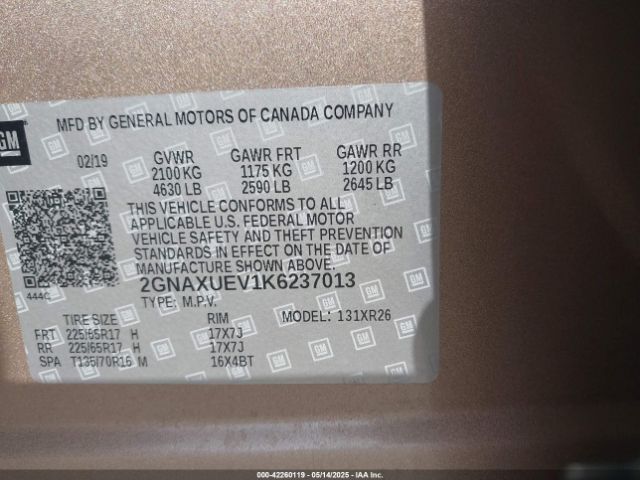 GM
MFD BY GENERAL MOTORS OF CANADA COMPANY
02/19 GVWR GAWR FRT GAWR RR
2100 KG 1175 KG 1200 KG
4630 LB 2590 LB 2645 LB
THIS VEHICLE CONFORMS TO ALL
APPLICABLE U.S. FEDERAL MOTOR
VEHICLE SAFETY AND THEFT PREVENTION
STANDARDS IN EFFECT ON THE DATE OF
MANUFACTURE SHOWN ABOVE.
444C
2GNAXUEV1K6237013
TYPE: M.P.V.
TIRE SIZE RIM MODEL: 131XR26
FRT 225/65R17 H 17X7J
RR 225/65R17 H 17X7J
SPA T135/70R16 M 16X4BT
000-42260119 - 05/14/2025 - IAA Inc.